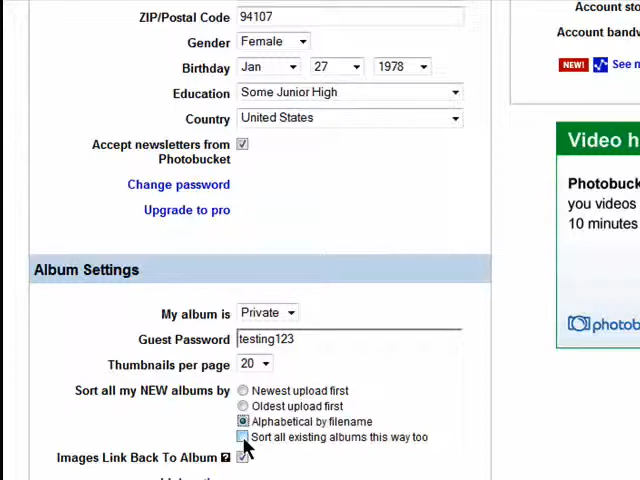 Account sto
ZIP/Postal Code 94107
Account bandw
Gender Female
NEW! See n
Birthday Jan 27 1978
Education Some Junior High
Country United States
Accept newsletters from
Photobucket
Change password
Upgrade to pro
Video h
Photobuck
you videos
10 minutes
photob
Album Settings
My album is Private
Guest Password testing123
Thumbnails per page 20
Sort all my NEW albums by Newest upload first
Oldest upload first
Alphabetical by filename
Sort all existing albums this way too
Images Link Back To Album ?